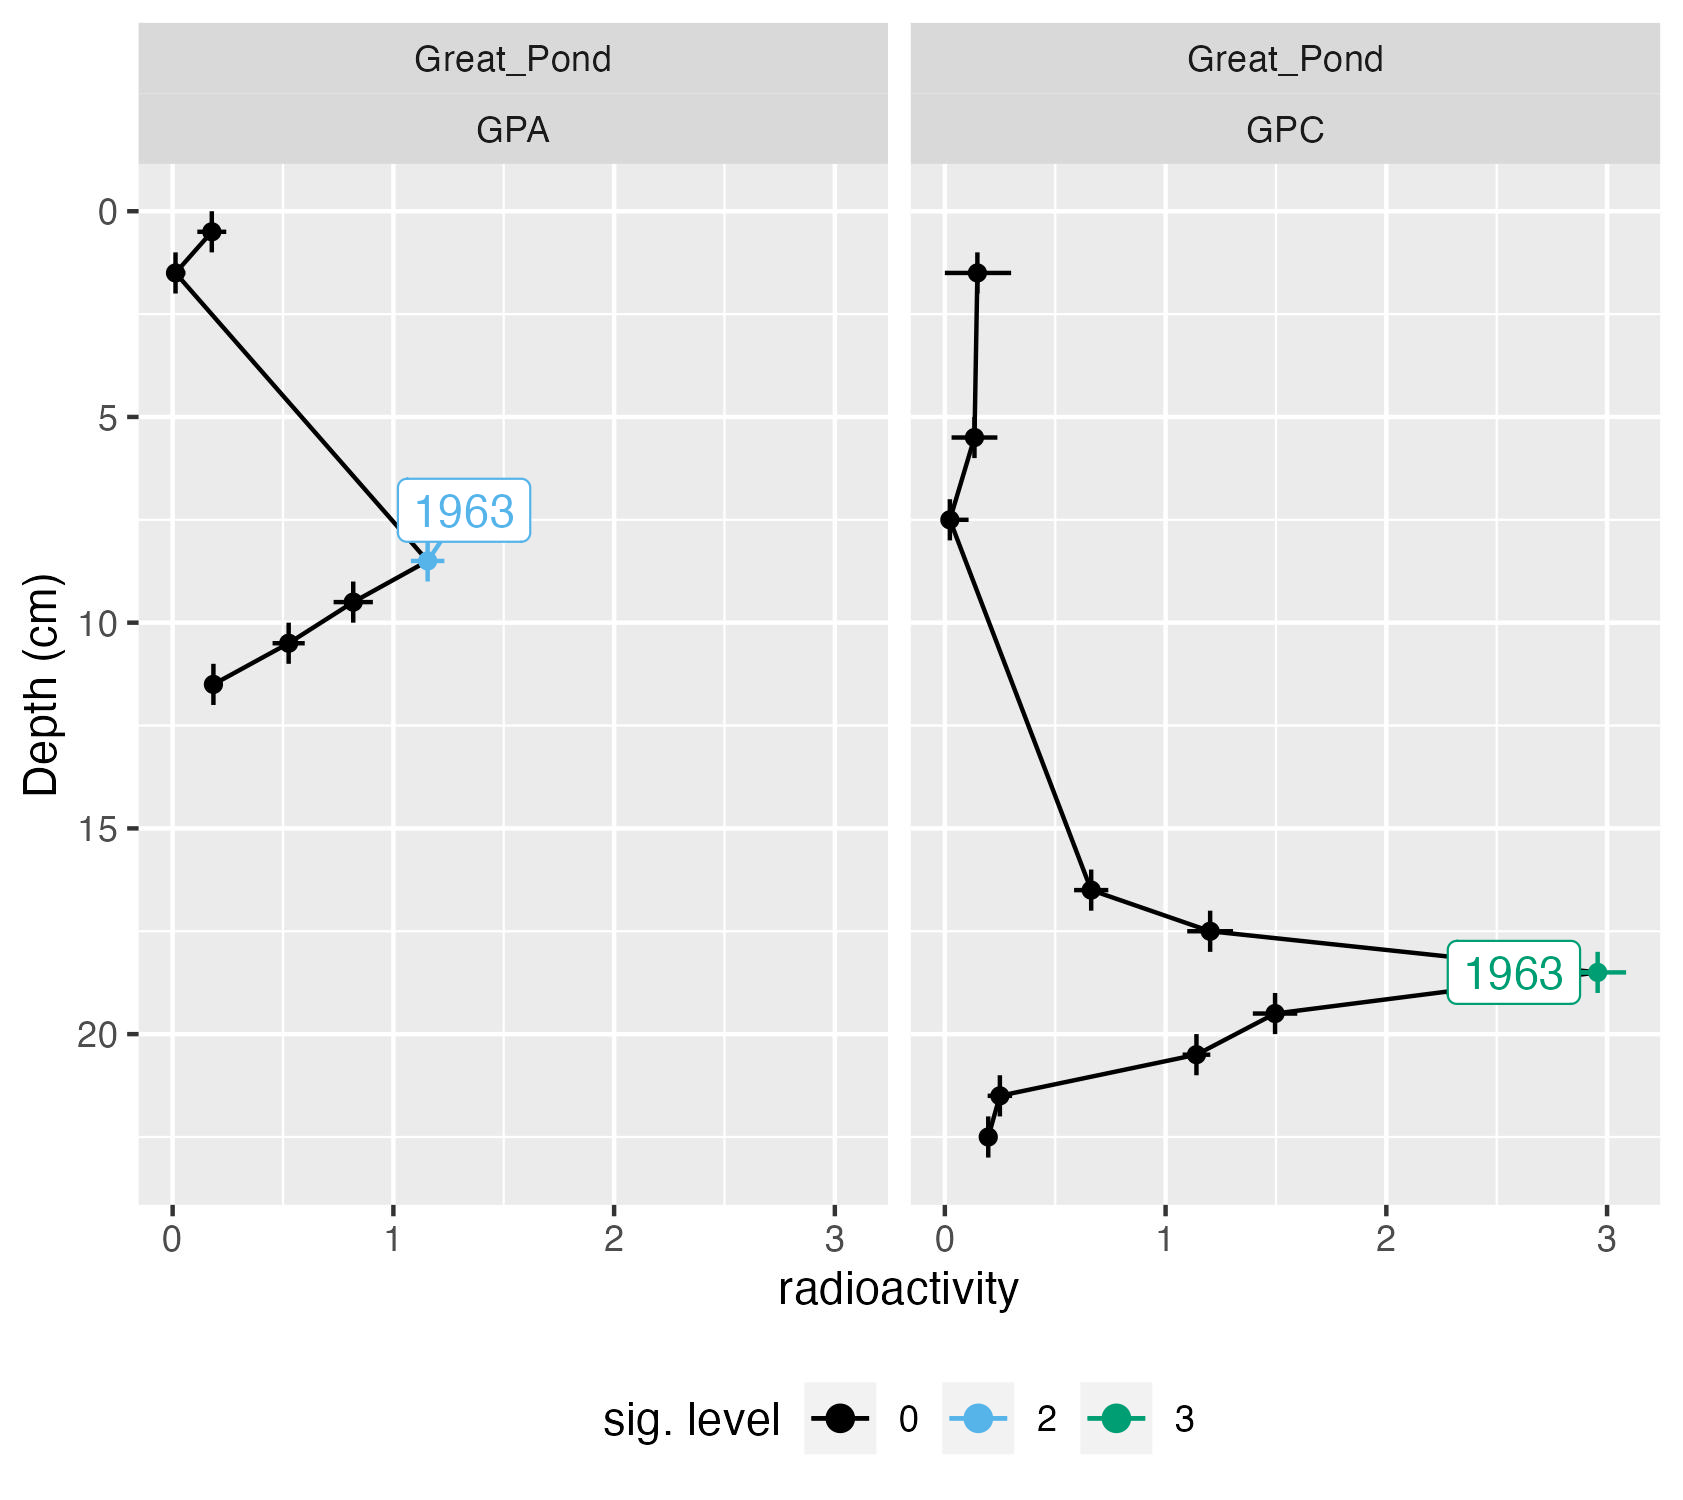 Great_Pond
Great_Pond
GPA
GPC
0
5
10
15
20
Depth (cm)
1963
1963
0 1 2 3
0 1 2 3
radioactivity
sig. level 0 2 3